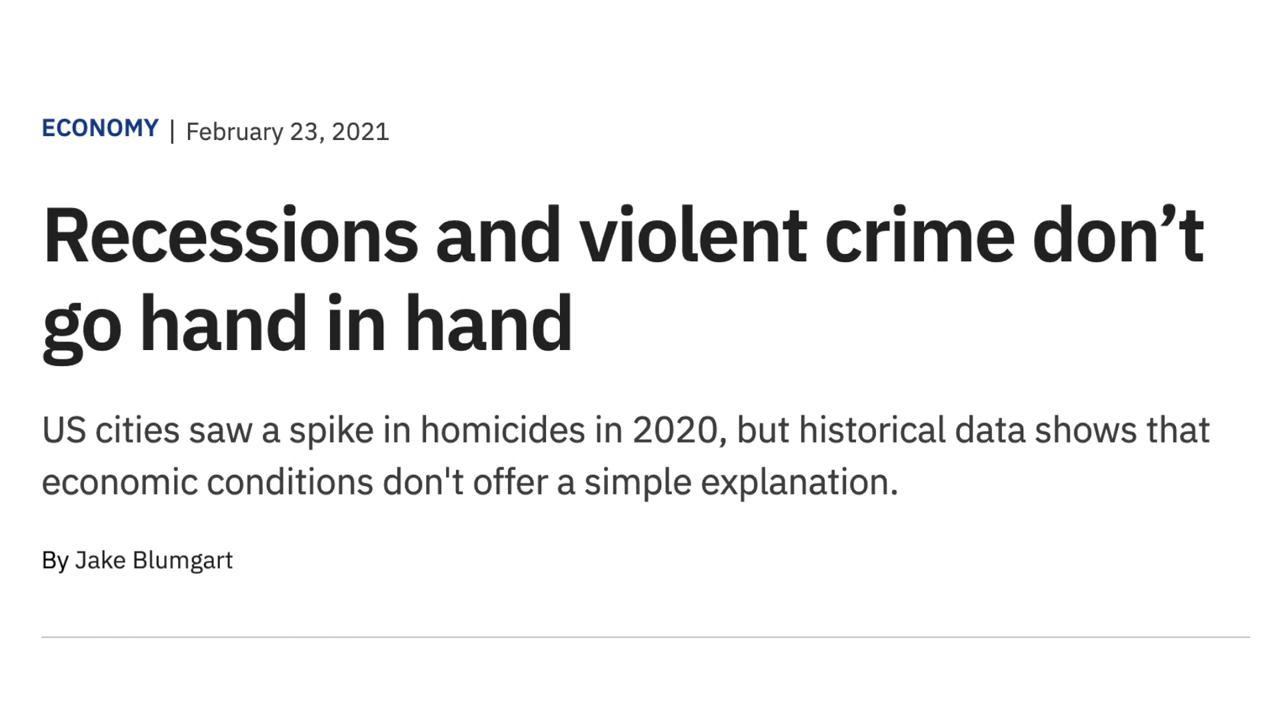 ECONOMY | February 23, 2021
Recessions and violent crime don’t
go hand in hand
US cities saw a spike in homicides in 2020, but historical data shows that
economic conditions don't offer a simple explanation.
By Jake Blumgart